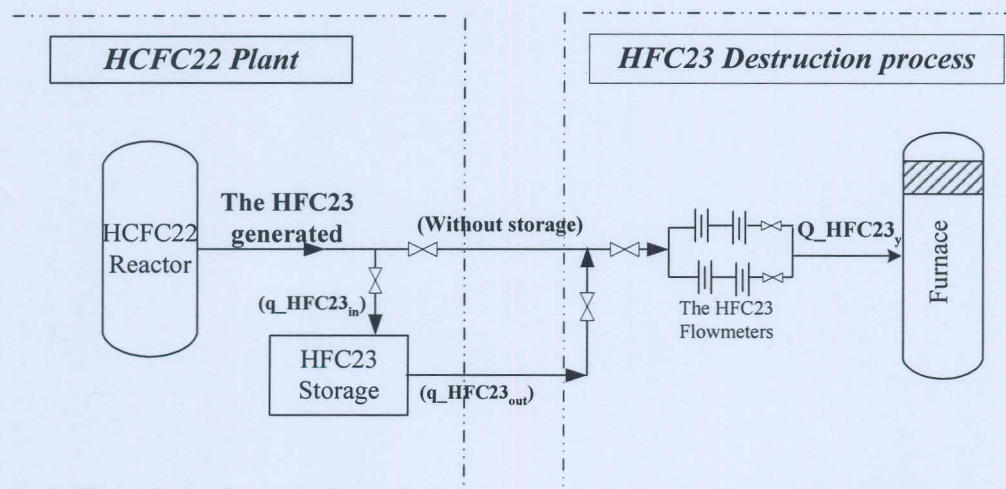 HCFC22 Plant
HFC23 Destruction process
HCFC22
Reactor
The HFC23
generated
(Without storage)
(q_HFC23in)
HFC23
Storage
(q_HFC23out)
The HFC23
Flowmeters
Q_HFC23y
Furnace